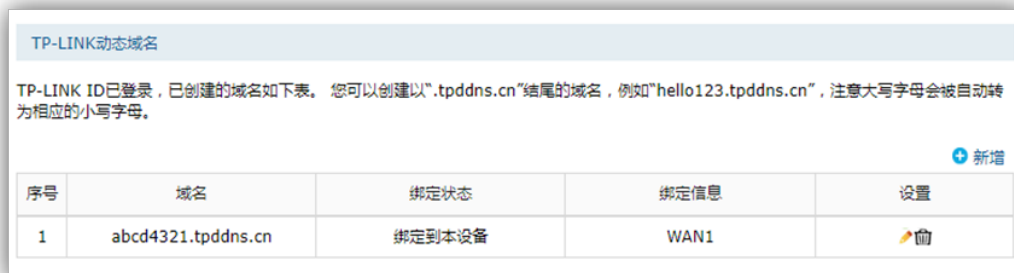 TP-LINK动态域名
TP-LINK ID已登录，已创建的域名如下表。 您可以创建以“.tpddns.cn”结尾的域名，例如“hello123.tpddns.cn”，注意大写字母会被自动转
为相应的小写字母。
新增
序号 域名 绑定状态 绑定信息 设置
1 abcd4321.tpddns.cn 绑定到本设备 WAN1